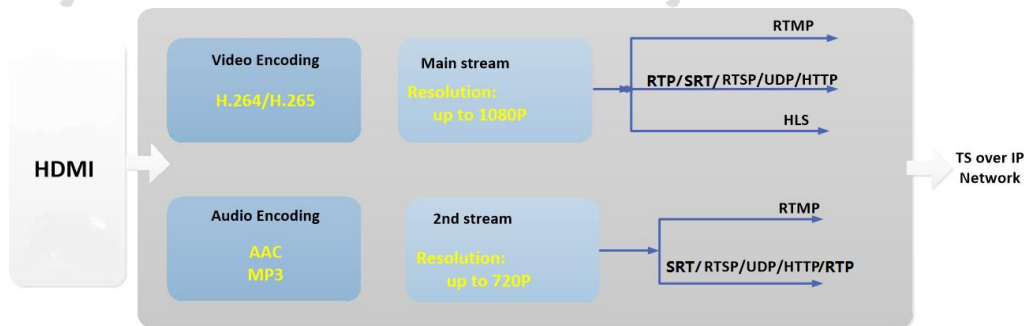 HDMI
Video Encoding
H.264/H.265
Audio Encoding
AAC
MP3
Main stream
Resolution:
up to 1080P
2nd stream
Resolution:
up to 720P
RTMP
RTP/SRT/RTSP/UDP/HTTP
HLS
RTMP
SRT/RTSP/UDP/HTTP/RTP
TS over IP
Network